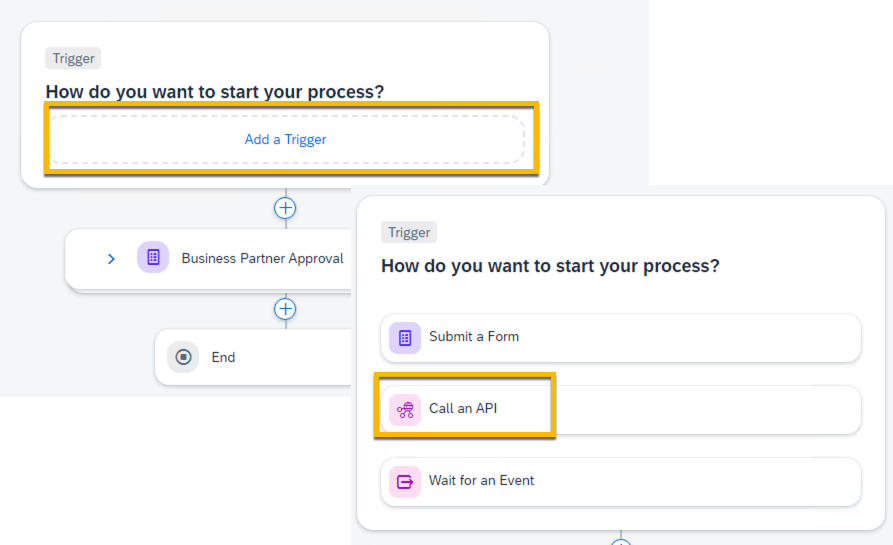 Trigger
How do you want to start your process?
Add a Trigger
Business Partner Approval
End
Trigger
How do you want to start your process?
Submit a Form
Call an API
Wait for an Event